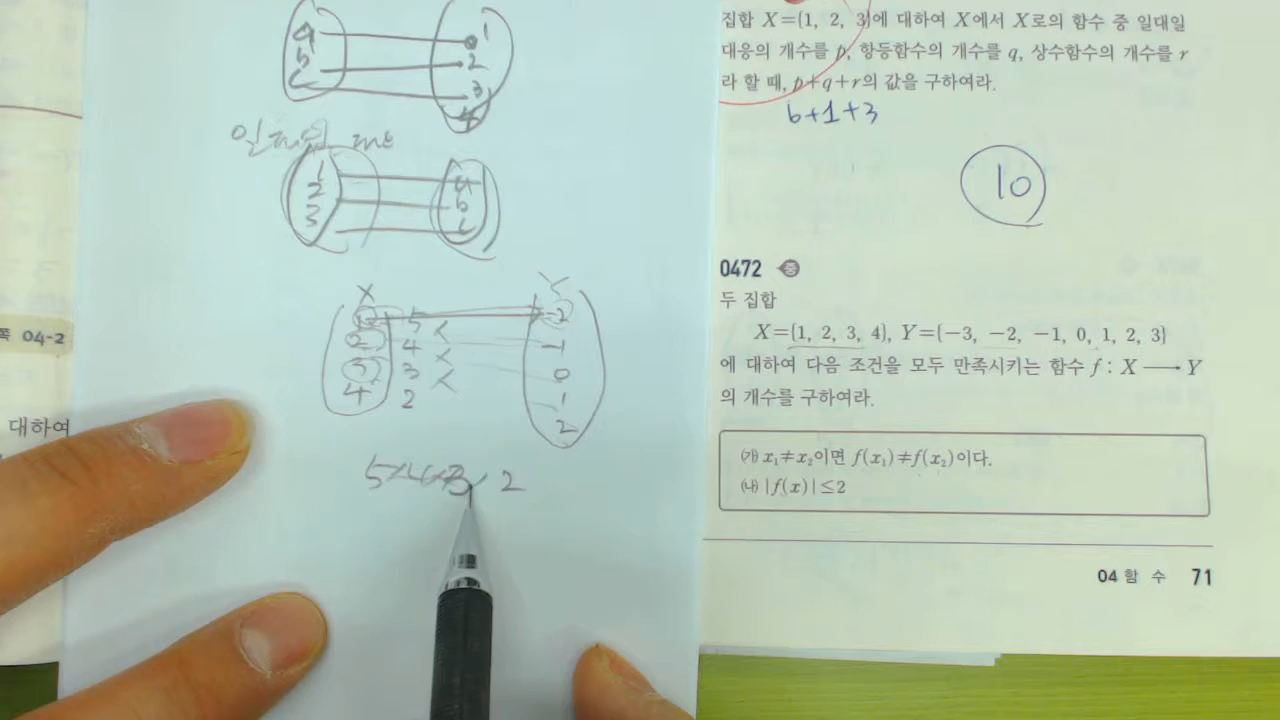 a 1
b 2
c 3
4
일대일 대응
1 a
2 b
3 c
X Y
1 5 -2
2 4 -1
3 3 0
4 2 1
2
5×4×3×2
쪽 04-2
대하여
집합 X={1, 2, 3}에 대하여 X에서 X로의 함수 중 일대일
대응의 개수를 p, 항등함수의 개수를 q, 상수함수의 개수를 r
라 할 때, p+q+r의 값을 구하여라.
6+1+3
10
0472 중
두 집합
X={1, 2, 3, 4}, Y={-3, -2, -1, 0, 1, 2, 3}
에 대하여 다음 조건을 모두 만족시키는 함수 f : X ⟶ Y
의 개수를 구하여라.
㈎ x₁≠x₂이면 f(x₁)≠f(x₂)이다.
㈏ |f(x)|≤2
04 함 수 71